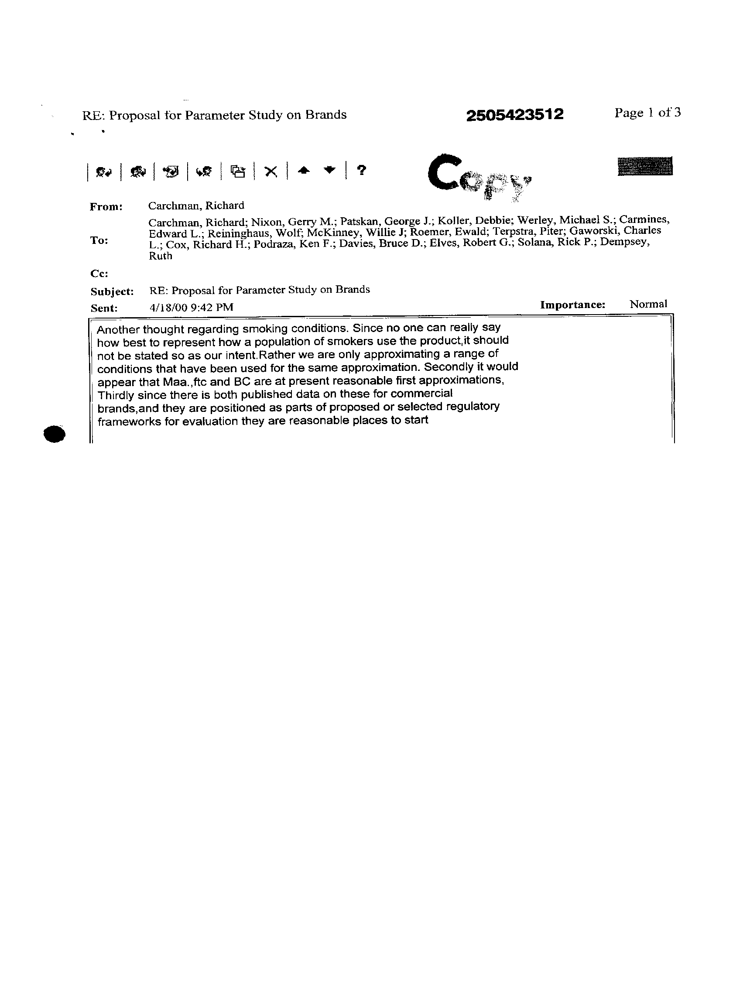 RE: Proposal for Parameter Study on Brands
2505423512
Page 1 of 3
?
Copy
From: Carchman, Richard
Carchman, Richard; Nixon, Gerry M.; Patskan, George J.; Koller, Debbie; Werley, Michael S.; Carmines,
Edward L.; Reininghaus, Wolf; McKinney, Willie J; Roemer, Ewald; Terpstra, Piter; Gaworski, Charles
To: L.; Cox, Richard H.; Podraza, Ken F.; Davies, Bruce D.; Elves, Robert G.; Solana, Rick P.; Dempsey,
Ruth
Cc:
Subject: RE: Proposal for Parameter Study on Brands
Sent: 4/18/00 9:42 PM Importance: Normal
Another thought regarding smoking conditions. Since no one can really say
how best to represent how a population of smokers use the product,it should
not be stated so as our intent.Rather we are only approximating a range of
conditions that have been used for the same approximation. Secondly it would
appear that Maa.,ftc and BC are at present reasonable first approximations,
Thirdly since there is both published data on these for commercial
brands,and they are positioned as parts of proposed or selected regulatory
frameworks for evaluation they are reasonable places to start